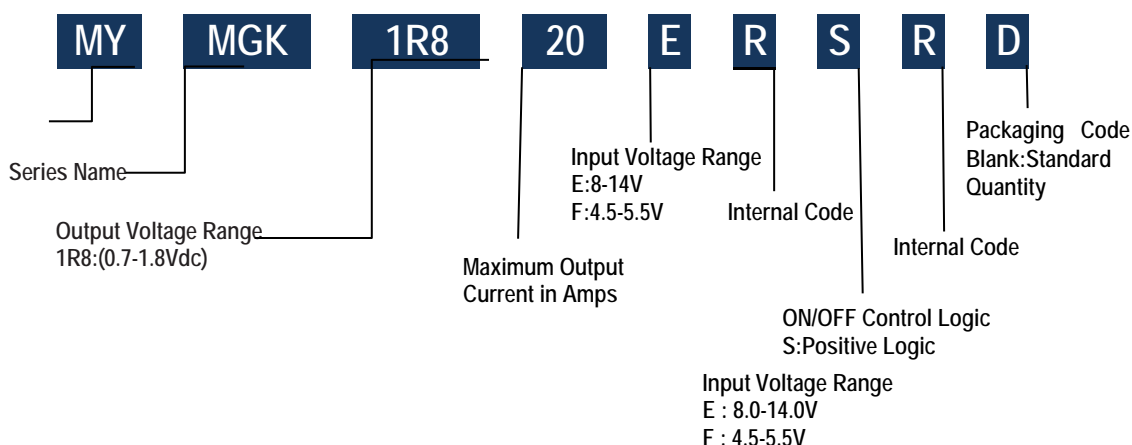 MY MGK 1R8 20 E R S R D
Series Name
Output Voltage Range
1R8:(0.7-1.8Vdc)
Maximum Output
Current in Amps
Input Voltage Range
E:8-14V
F:4.5-5.5V
Internal Code
ON/OFF Control Logic
S:Positive Logic
Internal Code
Packaging Code
Blank:Standard
Quantity
Input Voltage Range
E : 8.0-14.0V
F : 4.5-5.5V